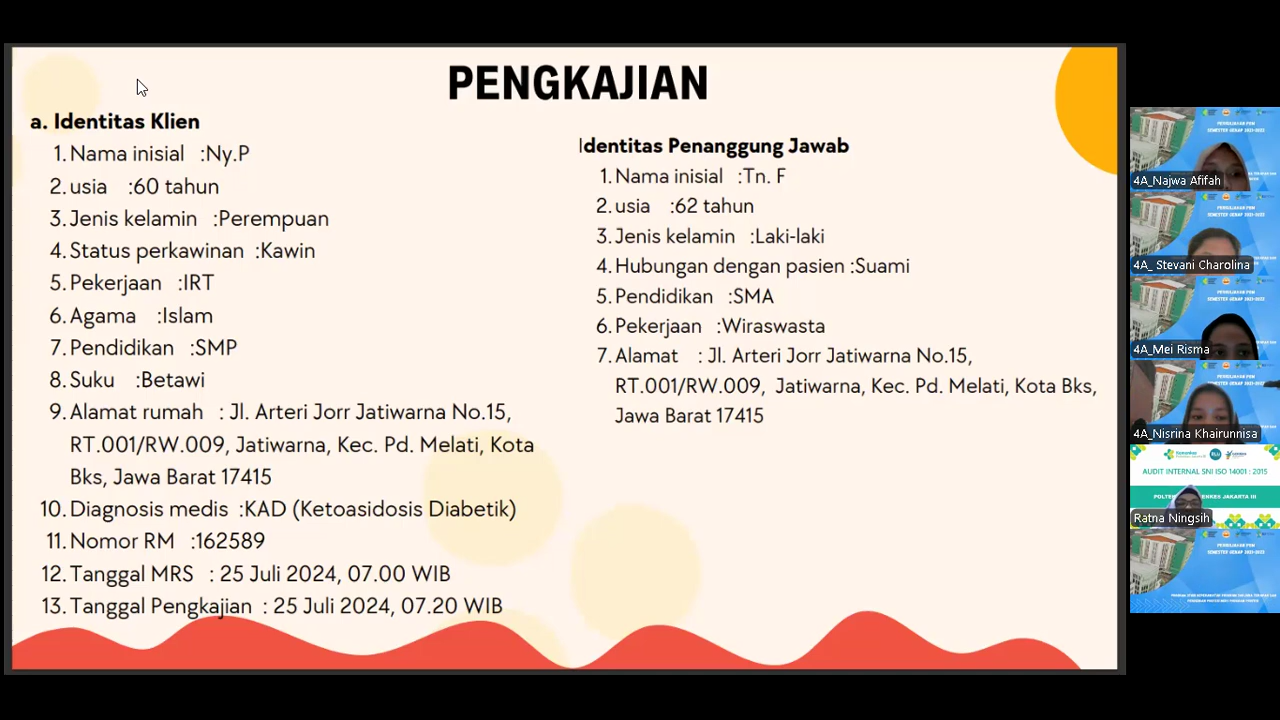 PENGKAJIAN
a. Identitas Klien
1. Nama inisial :Ny.P
2. usia :60 tahun
3. Jenis kelamin :Perempuan
4. Status perkawinan :Kawin
5. Pekerjaan :IRT
6. Agama :Islam
7. Pendidikan :SMP
8. Suku :Betawi
9. Alamat rumah : Jl. Arteri Jorr Jatiwarna No.15,
RT.001/RW.009, Jatiwarna, Kec. Pd. Melati, Kota
Bks, Jawa Barat 17415
10. Diagnosis medis :KAD (Ketoasidosis Diabetik)
11. Nomor RM :162589
12. Tanggal MRS : 25 Juli 2024, 07.00 WIB
13. Tanggal Pengkajian : 25 Juli 2024, 07.20 WIB
Identitas Penanggung Jawab
1. Nama inisial :Tn. F
2. usia :62 tahun
3. Jenis kelamin :Laki-laki
4. Hubungan dengan pasien :Suami
5. Pendidikan :SMA
6. Pekerjaan :Wiraswasta
7. Alamat : Jl. Arteri Jorr Jatiwarna No.15,
RT.001/RW.009, Jatiwarna, Kec. Pd. Melati, Kota Bks,
Jawa Barat 17415
4A_Najwa Afifah
4A_ Stevani Charolina
4A_Mei Risma
4A_Nisrina Khairunnisa
AUDIT INTERNAL SNI ISO 14001 : 2015
Ratna Ningsih